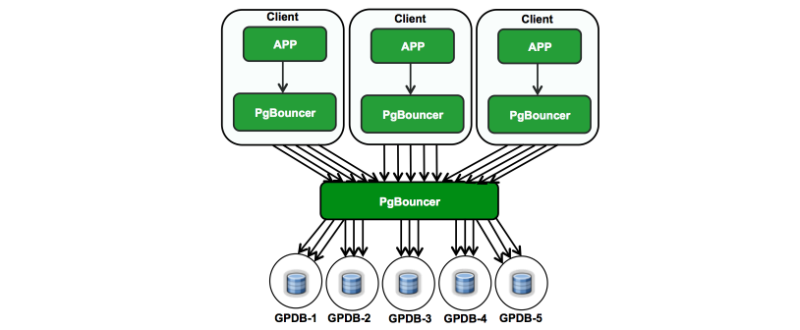 Client
Client
Client
APP
APP
APP
PgBouncer
PgBouncer
PgBouncer
PgBouncer
GPDB-1
GPDB-2
GPDB-3
GPDB-4
GPDB-5